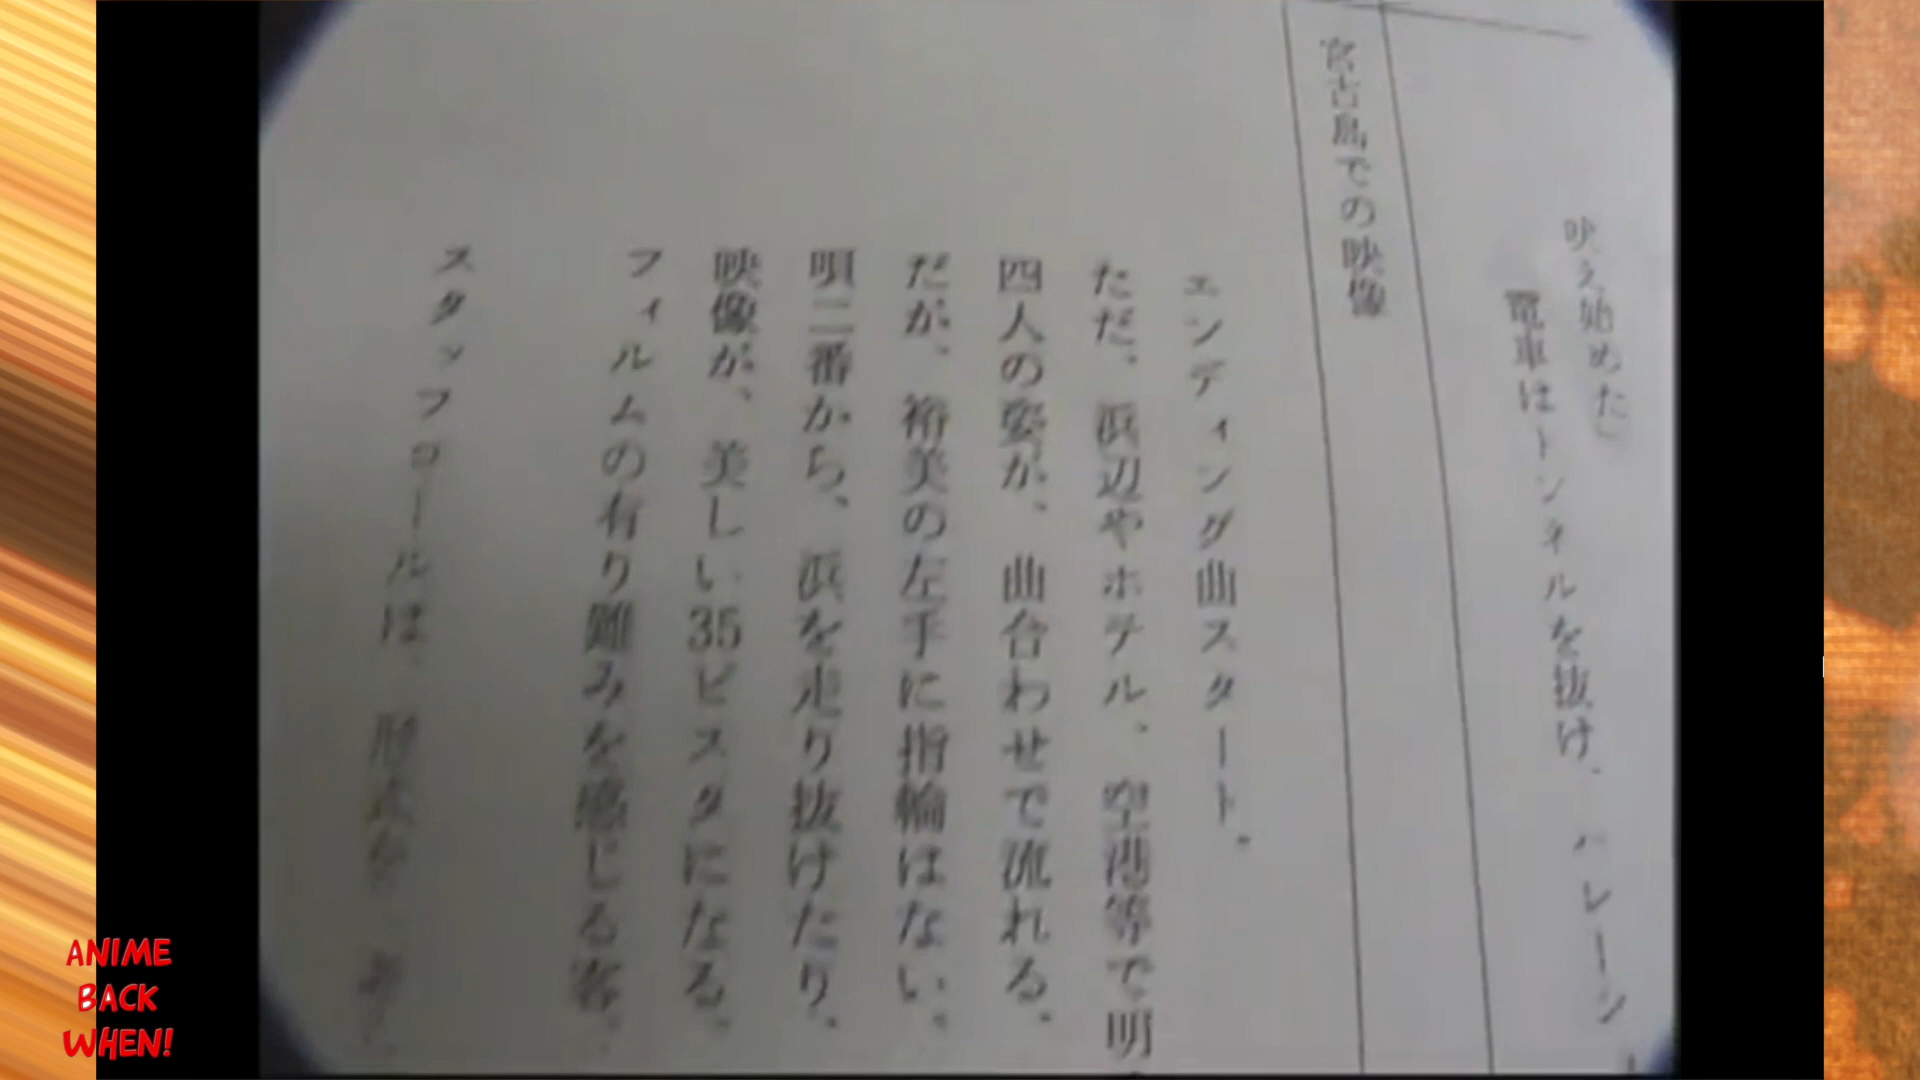 映え始めた
電車はトンネルを抜け、ハレーシ
宮古島での映像
エンディング曲スタート。
ただ、浜辺やホテル、空港等で明
四人の姿が、曲合わせで流れる。
だが、裕美の左手に指輪はない。
唄二番から、浜を走り抜けたり、
映像が、美しい35ビスタになる。
フィルムの有り難みを感じる客。
スタッフロールは、
ANIME
BACK
WHEN!